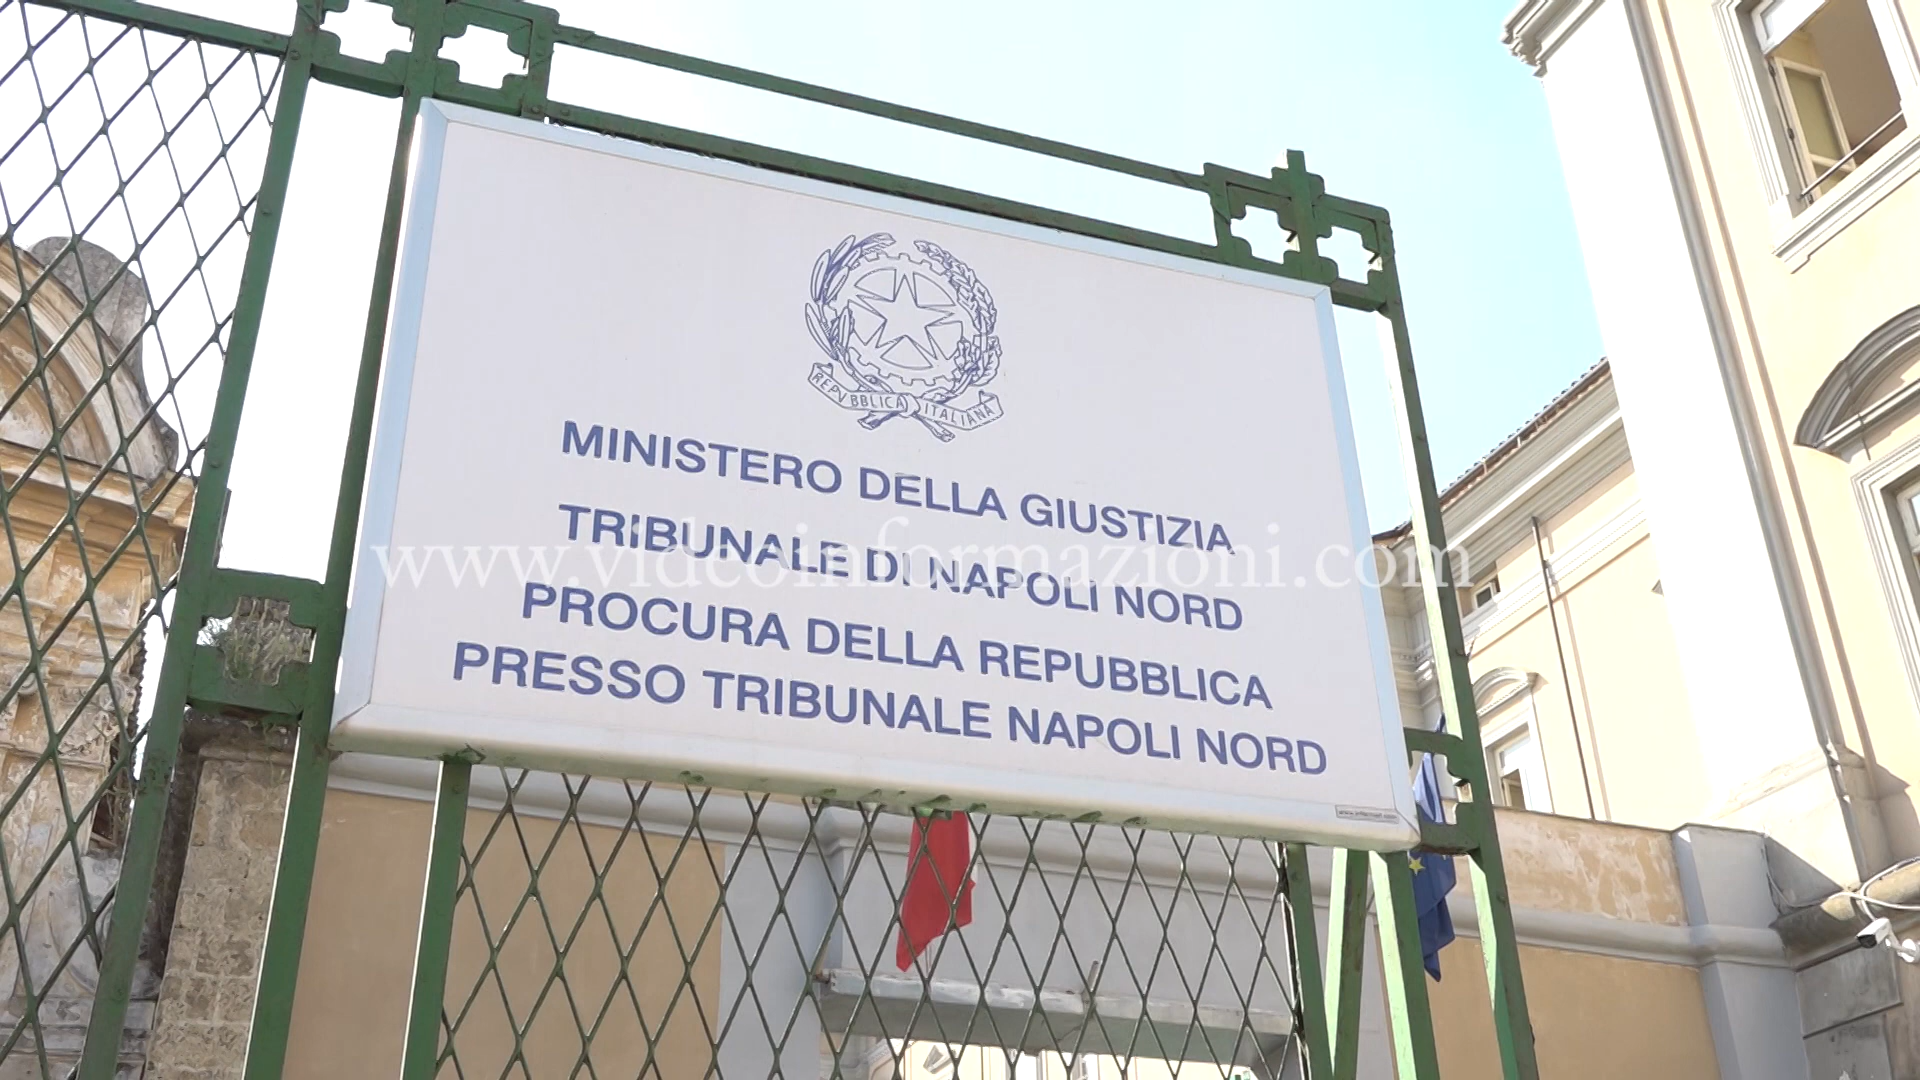 REPVBBLICA ITALIANA
MINISTERO DELLA GIUSTIZIA
TRIBUNALE DI NAPOLI NORD
www.videoinformazioni.com
PROCURA DELLA REPUBBLICA
PRESSO TRIBUNALE NAPOLI NORD